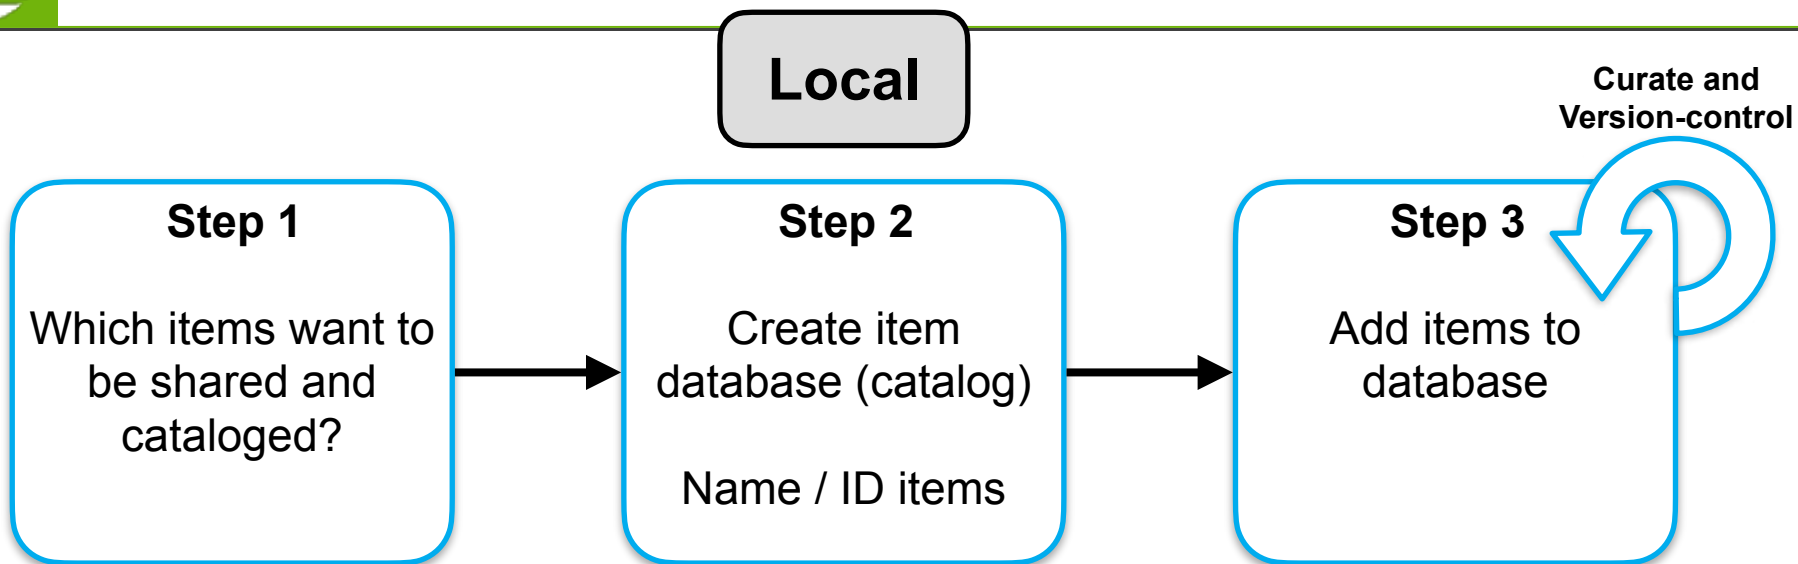 Local
Curate and
Version-control
Step 1
Which items want to
be shared and
cataloged?
Step 2
Create item
database (catalog)
Name / ID items
Step 3
Add items to
database